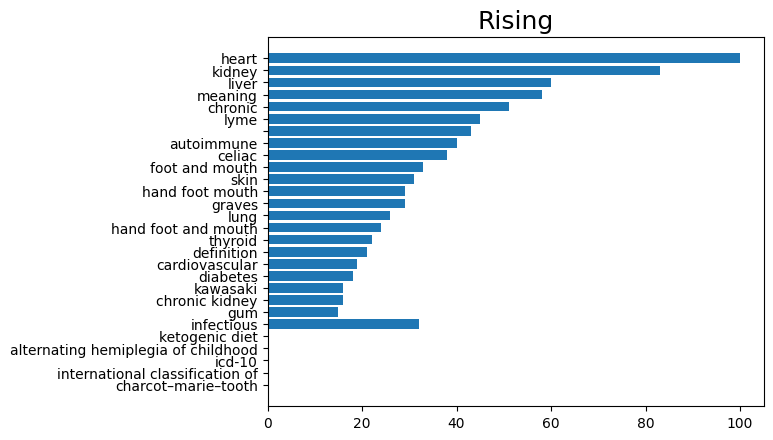 Rising
heart
kidney
liver
meaning
chronic
lyme
autoimmune
celiac
foot and mouth
skin
hand foot mouth
graves
lung
hand foot and mouth
thyroid
definition
cardiovascular
diabetes
kawasaki
chronic kidney
gum
infectious
ketogenic diet
alternating hemiplegia of childhood
icd-10
international classification of
charcot–marie–tooth
0 20 40 60 80 100